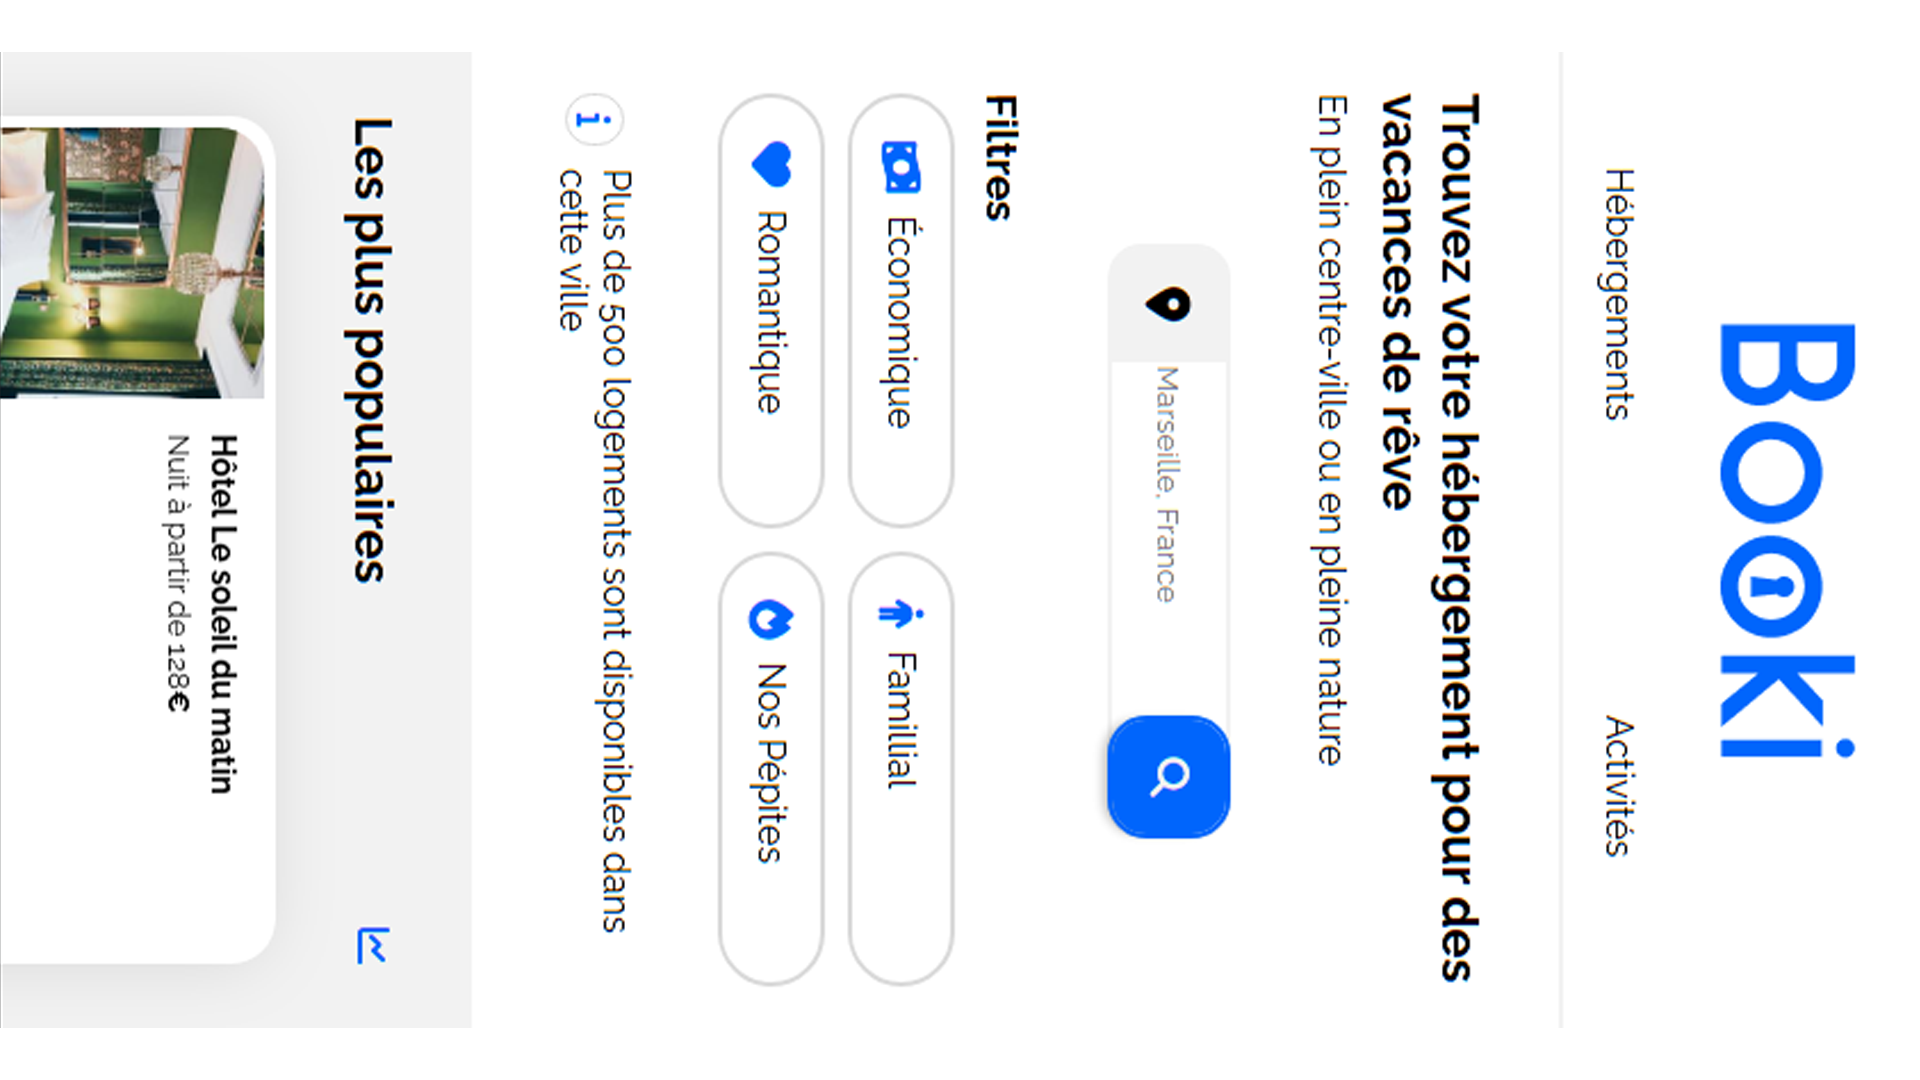 Booki
Hébergements
Activités
Trouvez votre hébergement pour des
vacances de rêve
En plein centre-ville ou en pleine nature
Marseille, France
Filtres
Économique
Familial
Romantique
Nos Pépites
Plus de 500 logements sont disponibles dans
cette ville
Les plus populaires
Hôtel Le soleil du matin
Nuit à partir de 128€